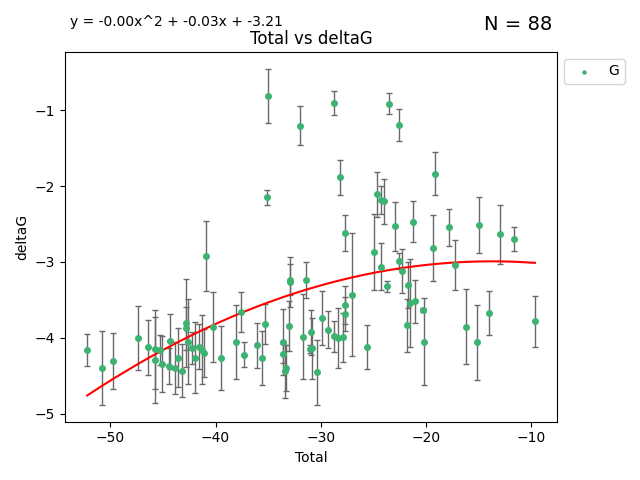 y = -0.00x^2 + -0.03x + -3.21
N = 88
Total vs deltaG
G
deltaG
−1
−2
−3
−4
−5
−50
−40
−30
−20
−10
Total